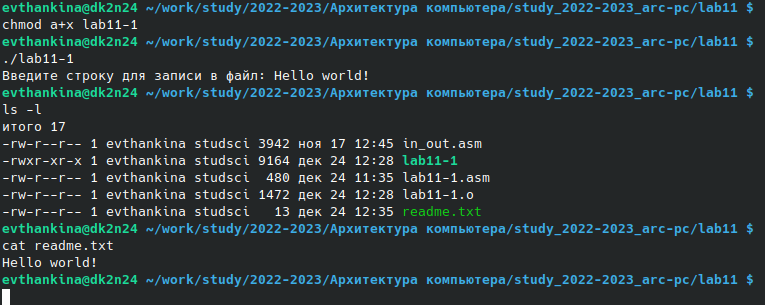 evthankina@dk2n24 ~/work/study/2022-2023/Архитектура компьютера/study_2022-2023_arc-pc/lab11 $
chmod a+x lab11-1
evthankina@dk2n24 ~/work/study/2022-2023/Архитектура компьютера/study_2022-2023_arc-pc/lab11 $
./lab11-1
Введите строку для записи в файл: Hello world!
evthankina@dk2n24 ~/work/study/2022-2023/Архитектура компьютера/study_2022-2023_arc-pc/lab11 $
ls -l
итого 17
-rw-r--r-- 1 evthankina studsci 3942 ноя 17 12:45 in_out.asm
-rwxr-xr-x 1 evthankina studsci 9164 дек 24 12:28 lab11-1
-rw-r--r-- 1 evthankina studsci  480 дек 24 11:35 lab11-1.asm
-rw-r--r-- 1 evthankina studsci 1472 дек 24 12:28 lab11-1.o
-rw-r--r-- 1 evthankina studsci   13 дек 24 12:35 readme.txt
evthankina@dk2n24 ~/work/study/2022-2023/Архитектура компьютера/study_2022-2023_arc-pc/lab11 $
cat readme.txt
Hello world!
evthankina@dk2n24 ~/work/study/2022-2023/Архитектура компьютера/study_2022-2023_arc-pc/lab11 $